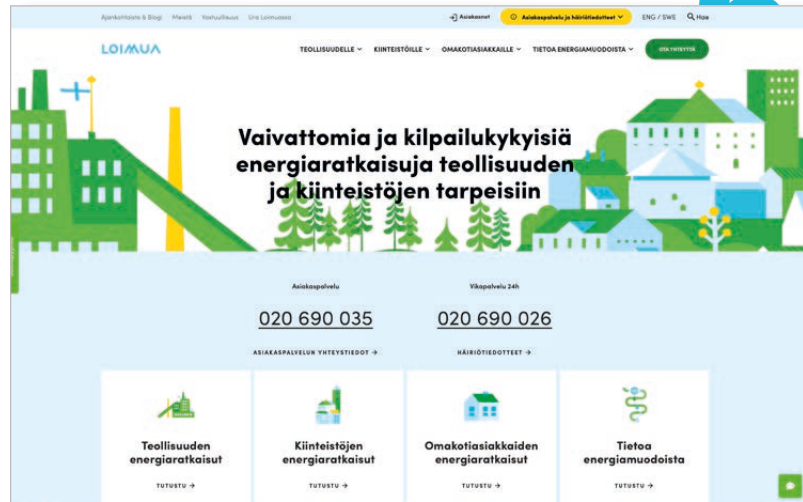 Ajankohtaista & Blogi Meistä Vastuullisuus Ura Loimuassa Asiakasnet Asiakaspalvelu ja häiriötiedotteet ENG / SWE Hae
LOIMUA TEOLLISUUDELLE KIINTEISTÖILLE OMAKOTIASIAKKAILLE TIETOA ENERGIAMUODOISTA OTA YHTEYTTÄ
Vaivattomia ja kilpailukykyisiä
energiaratkaisuja teollisuuden
ja kiinteistöjen tarpeisiin
Asiakaspalvelu Vikapalvelu 24h
020 690 035 020 690 026
ASIAKASPALVELUN YHTEYSTIEDOT → HÄIRIÖTIEDOTTEET →
Teollisuuden Kiinteistöjen Omakotiasiakkaiden Tietoa
energiaratkaisut energiaratkaisut energiaratkaisut energiamuodoista
TUTUSTU → TUTUSTU → TUTUSTU → TUTUSTU →